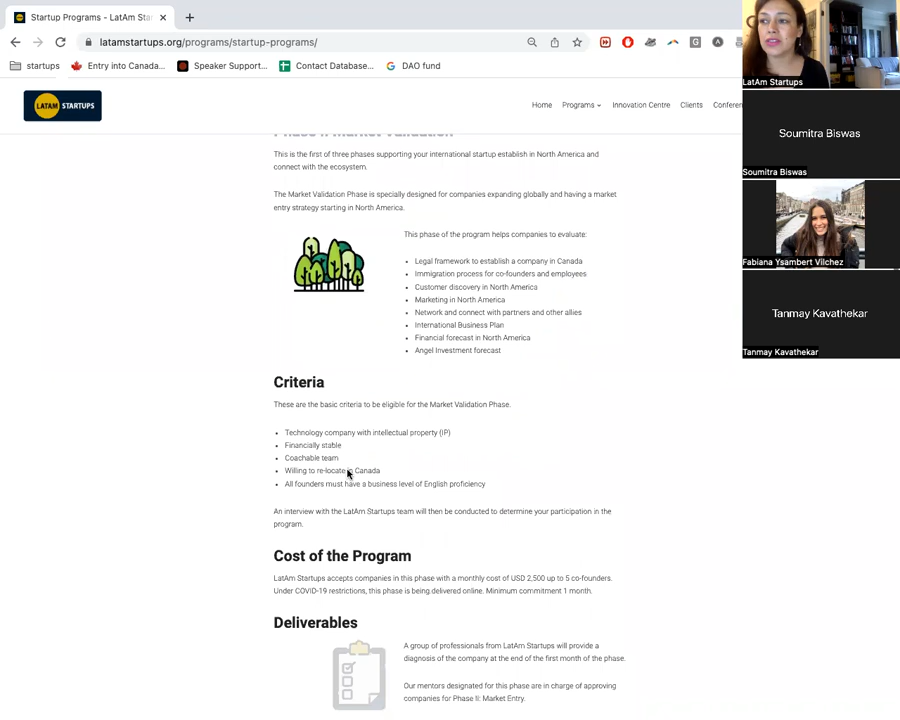 Startup Programs - LatAm Sta
latamstartups.org/programs/startup-programs/
startups
Entry into Canada...
Speaker Support...
Contact Database...
DAO fund
LATAM STARTUPS
Home
Programs
Innovation Centre
Clients
Conferen
Phase I: Market Validation
This is the first of three phases supporting your international startup establish in North America and
connect with the ecosystem.
The Market Validation Phase is specially designed for companies expanding globally and having a market
entry strategy starting in North America.
This phase of the program helps companies to evaluate:
Legal framework to establish a company in Canada
Immigration process for co-founders and employees
Customer discovery in North America
Marketing in North America
Network and connect with partners and other allies
International Business Plan
Financial forecast in North America
Angel Investment forecast
Criteria
These are the basic criteria to be eligible for the Market Validation Phase.
Technology company with intellectual property (IP)
Financially stable
Coachable team
Willing to re-locate in Canada
All founders must have a business level of English proficiency
An interview with the LatAm Startups team will then be conducted to determine your participation in the
program.
Cost of the Program
LatAm Startups accepts companies in this phase with a monthly cost of USD 2,500 up to 5 co-founders.
Under COVID-19 restrictions, this phase is being delivered online. Minimum commitment 1 month.
Deliverables
A group of professionals from LatAm Startups will provide a
diagnosis of the company at the end of the first month of the phase.
Our mentors designated for this phase are in charge of approving
companies for Phase II: Market Entry.
LatAm Startups
Soumitra Biswas
Soumitra Biswas
Fabiana Ysambert Vilchez
Tanmay Kavathekar
Tanmay Kavathekar